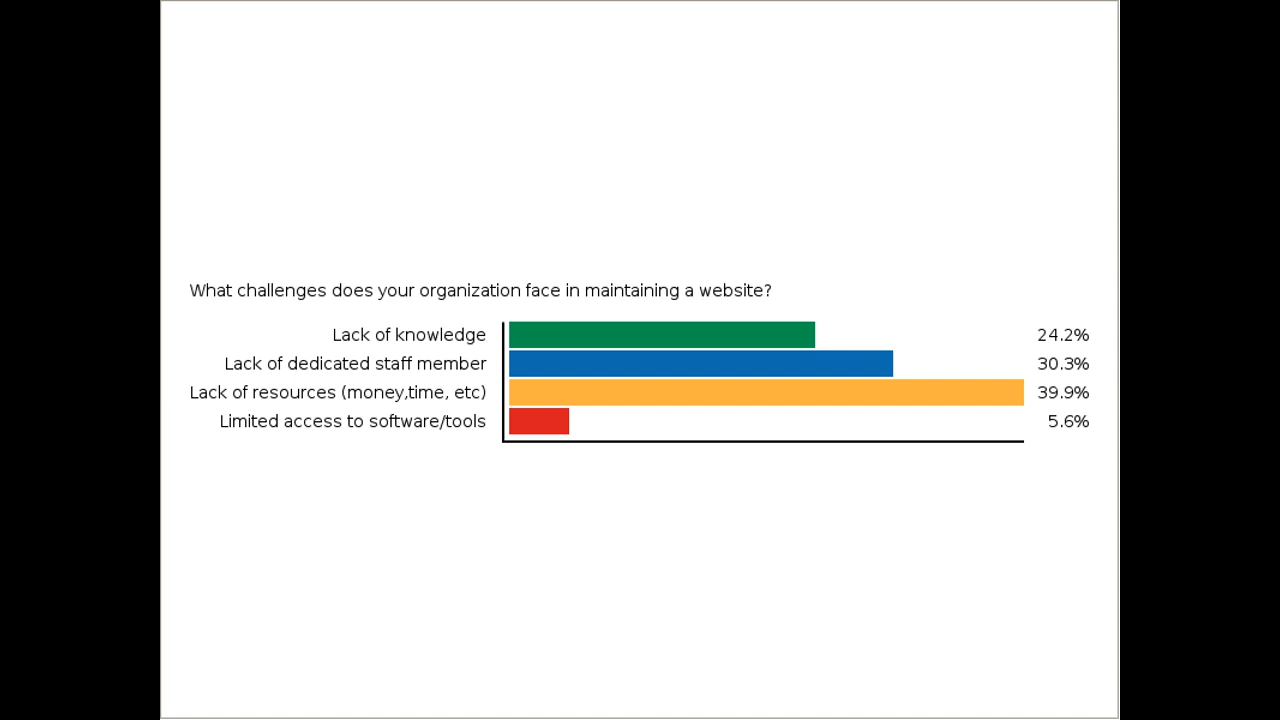 What challenges does your organization face in maintaining a website?
Lack of knowledge 24.2%
Lack of dedicated staff member 30.3%
Lack of resources (money,time, etc) 39.9%
Limited access to software/tools 5.6%